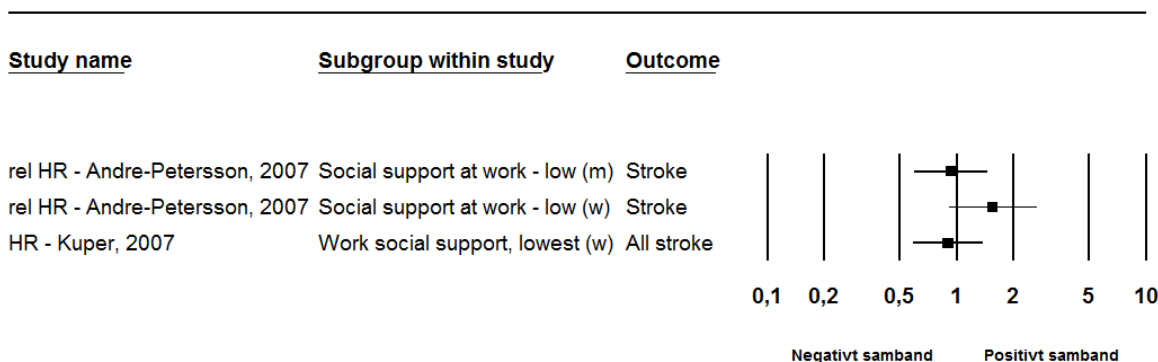 Study name Subgroup within study Outcome
rel HR - Andre-Petersson, 2007 Social support at work - low (m) Stroke
rel HR - Andre-Petersson, 2007 Social support at work - low (w) Stroke
HR - Kuper, 2007 Work social support, lowest (w) All stroke
0,1 0,2 0,5 1 2 5 10
Negativt samband Positivt samband